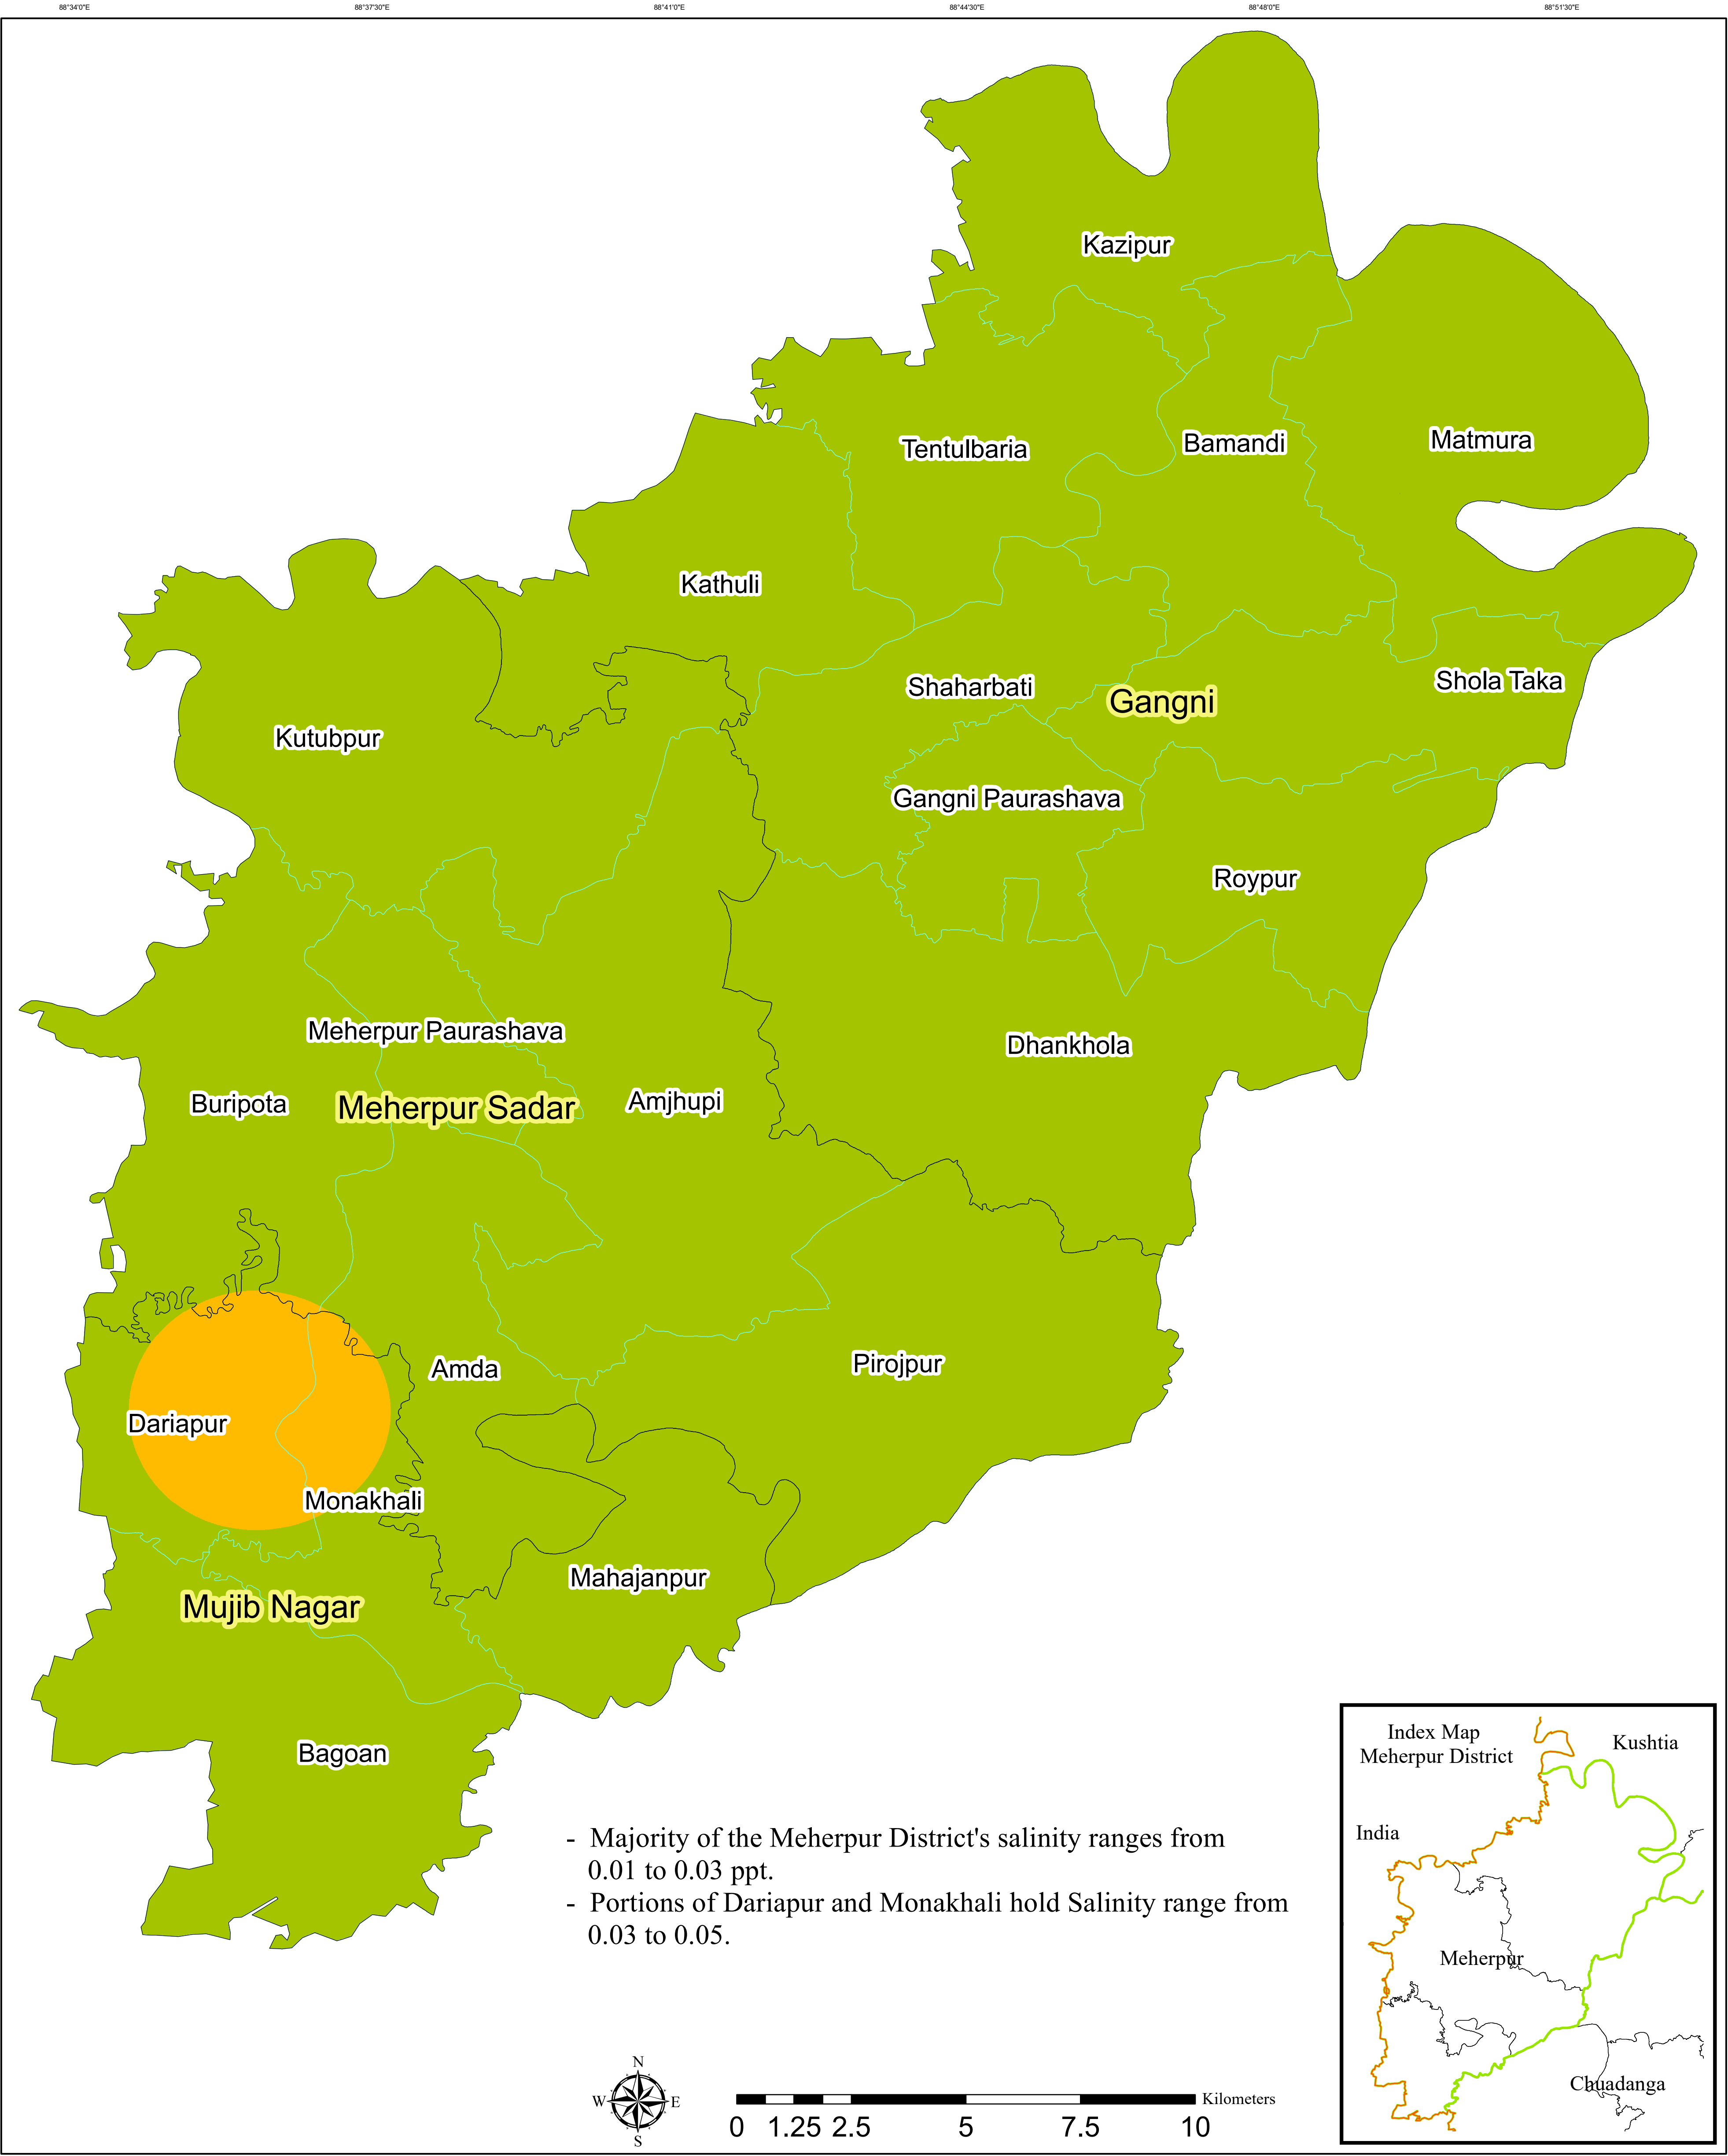 88°34'0"E
88°37'30"E
88°41'0"E
88°44'30"E
88°48'0"E
88°51'30"E
Kazipur
Tentulbaria
Bamandi
Matmura
Kathuli
Shaharbati
Gangni
Shola Taka
Kutubpur
Gangni Paurashava
Roypur
Meherpur Paurashava
Dhankhola
Buripota
Meherpur Sadar
Amjhupi
Amda
Pirojpur
Dariapur
Monakhali
Mahajanpur
Mujib Nagar
Bagoan
- Majority of the Meherpur District's salinity ranges from
0.01 to 0.03 ppt.
- Portions of Dariapur and Monakhali hold Salinity range from
0.03 to 0.05.
N
W
E
S
Kilometers
0 1.25 2.5 5 7.5 10
Index Map
Meherpur District
Kushtia
India
Meherpur
Chuadanga